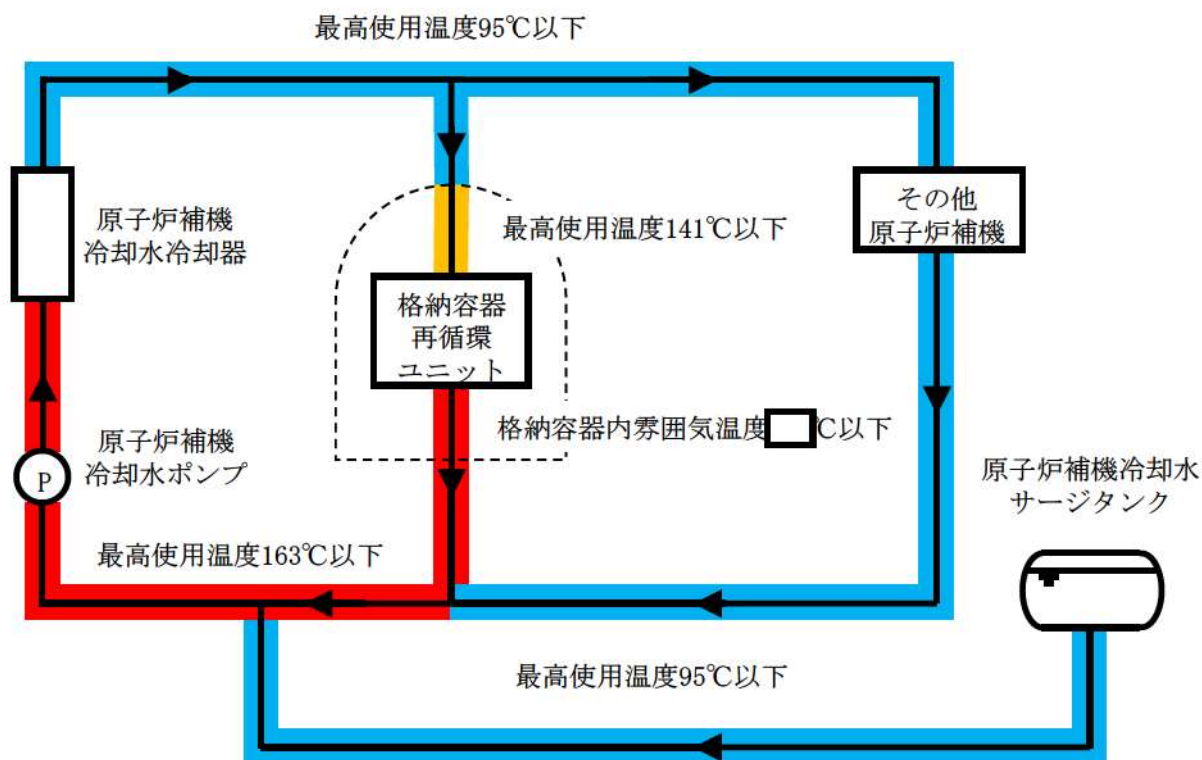 最高使用温度95℃以下
原子炉補機
冷却水冷却器
最高使用温度141℃以下
その他
原子炉補機
格納容器
再循環
ユニット
格納容器内雰囲気温度 ℃以下
原子炉補機
冷却水ポンプ
P
原子炉補機冷却水
サージタンク
最高使用温度163℃以下
最高使用温度95℃以下